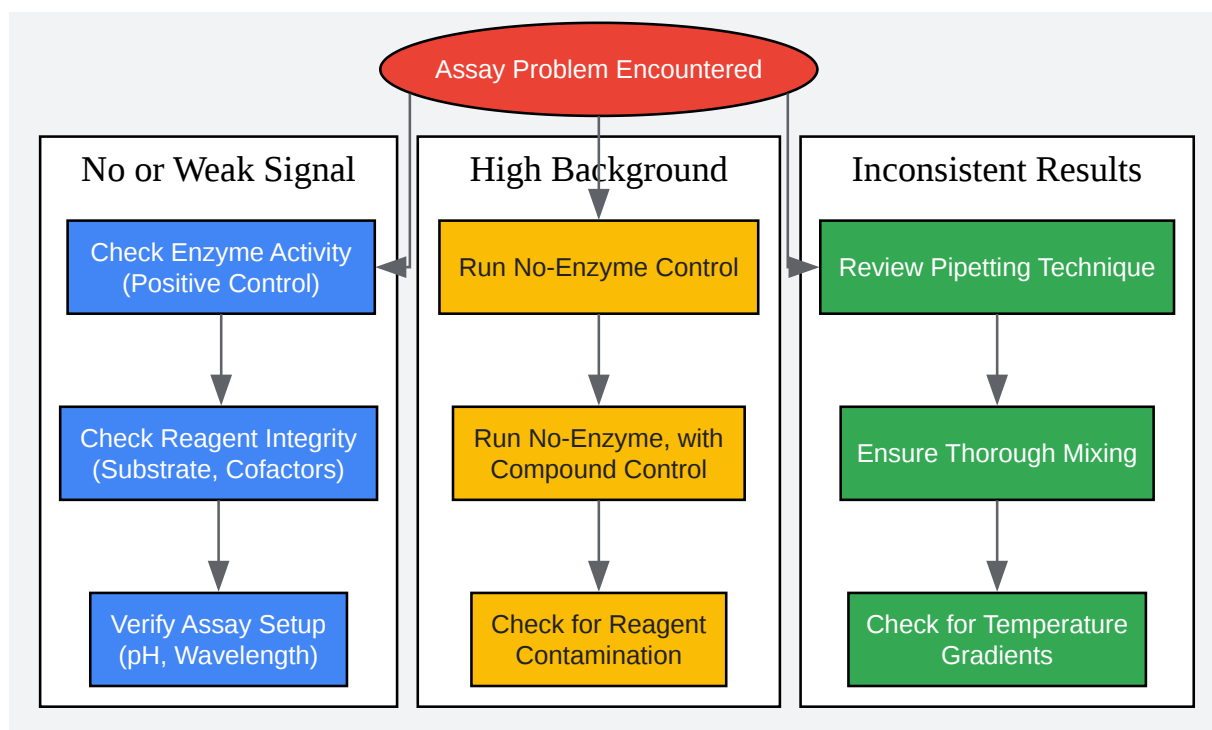 Assay Problem Encountered
No or Weak Signal
Check Enzyme Activity
(Positive Control)
Check Reagent Integrity
(Substrate, Cofactors)
Verify Assay Setup
(pH, Wavelength)
High Background
Run No-Enzyme Control
Run No-Enzyme, with
Compound Control
Check for Reagent
Contamination
Inconsistent Results
Review Pipetting Technique
Ensure Thorough Mixing
Check for Temperature
Gradients